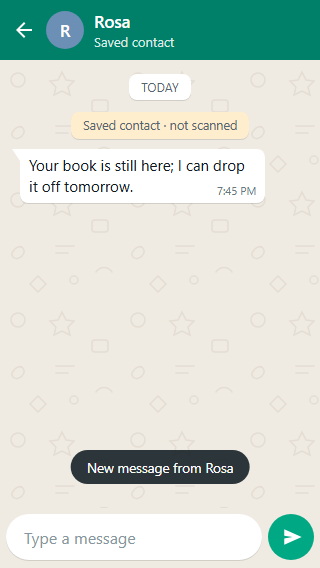 Rosa
Saved contact
R
TODAY
Saved contact · not scanned
Your book is still here; I can drop
it off tomorrow.
7:45 PM
New message from Rosa
Type a message